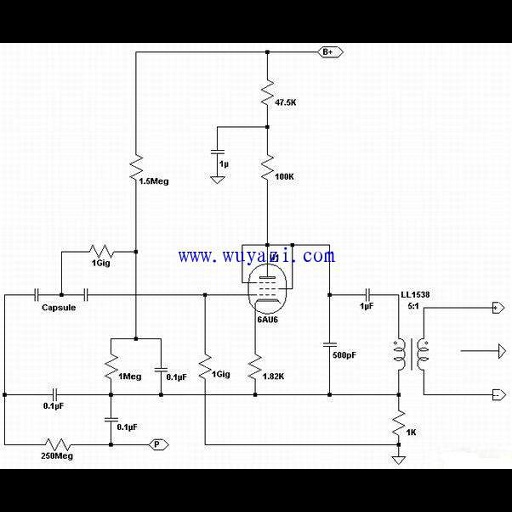 B+
47.5K
1µ
1.5Meg
100K
www.wuyazi.com
1Gig
LL1538
5:1
+
Capsule
6AU6
1µF
500pF
1Meg
0.1µF
1Gig
1.82K
0.1µF
-
0.1µF
1K
P
250Meg